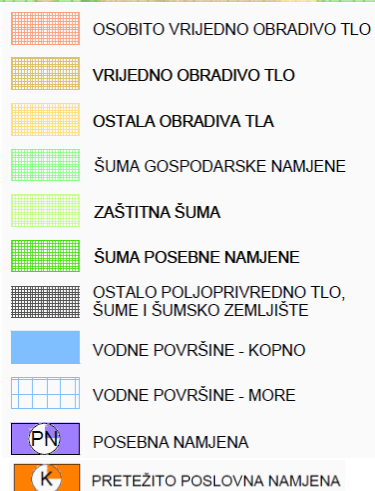 OSOBITO VRIJEDNO OBRADIVO TLO
VRIJEDNO OBRADIVO TLO
OSTALA OBRADIVA TLA
ŠUMA GOSPODARSKE NAMJENE
ZAŠTITNA ŠUMA
ŠUMA POSEBNE NAMJENE
OSTALO POLJOPRIVREDNO TLO,
ŠUME I ŠUMSKO ZEMLJIŠTE
VODNE POVRŠINE - KOPNO
VODNE POVRŠINE - MORE
PN POSEBNA NAMJENA
K PRETEŽITO POSLOVNA NAMJENA